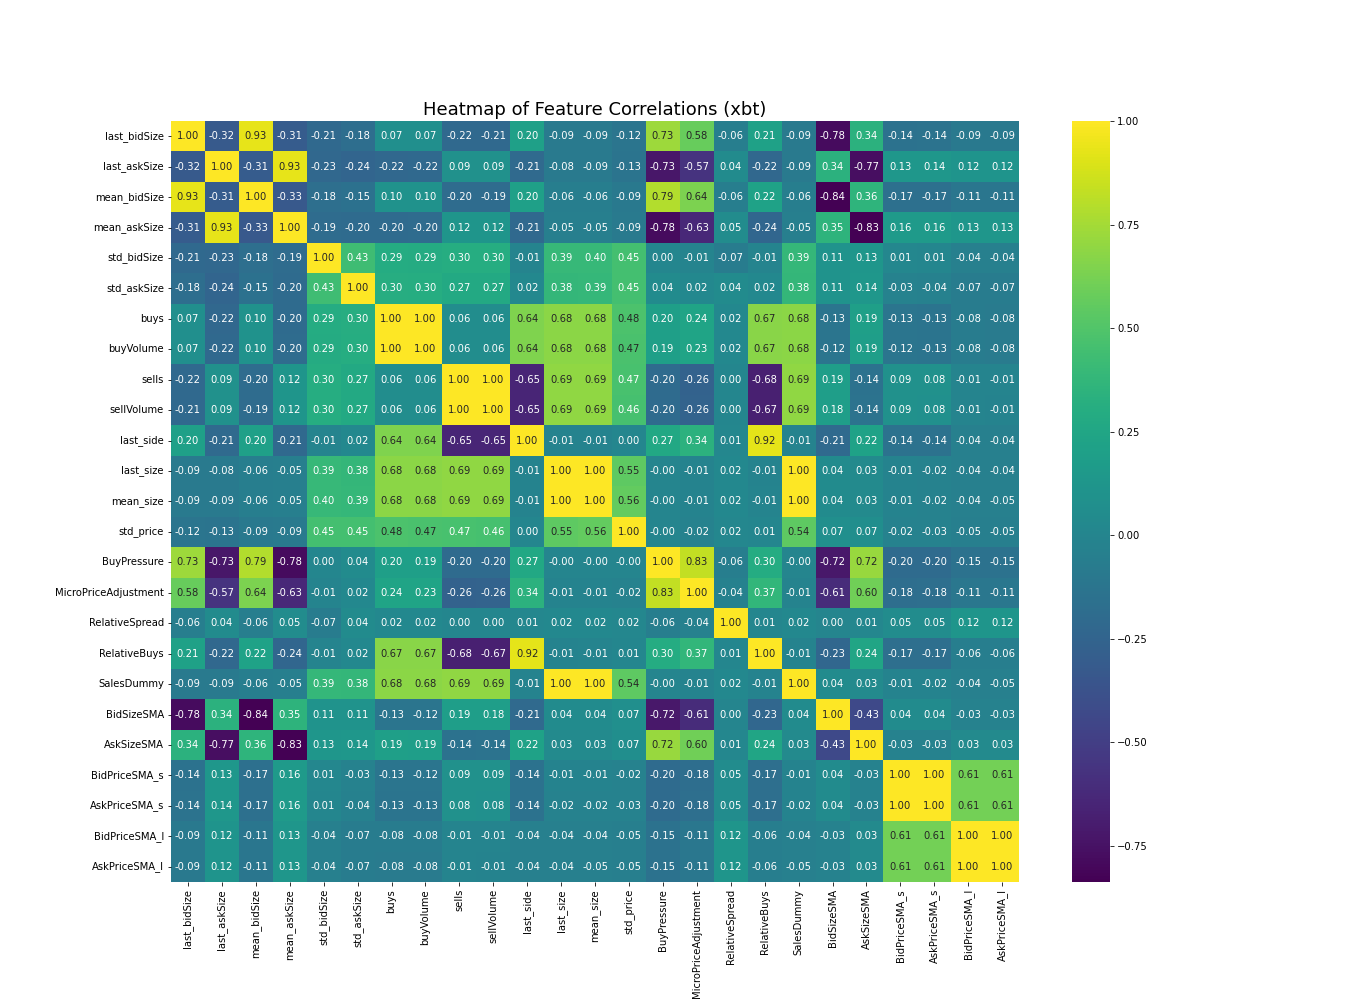 Heatmap of Feature Correlations (xbt)
last_bidSize 1.00 -0.32 0.93 -0.31 -0.21 -0.18 0.07 0.07 -0.22 -0.21 0.20 -0.09 -0.09 -0.12 0.73 0.58 -0.06 0.21 -0.09 -0.78 0.34 -0.14 -0.14 -0.09 -0.09
last_askSize -0.32 1.00 -0.31 0.93 -0.23 -0.24 -0.22 -0.22 0.09 0.09 -0.21 -0.08 -0.09 -0.13 -0.73 -0.57 0.04 -0.22 -0.09 0.34 -0.77 0.13 0.14 0.12 0.12
mean_bidSize 0.93 -0.31 1.00 -0.33 -0.18 -0.15 0.10 0.10 -0.20 -0.19 0.20 -0.06 -0.06 -0.09 0.79 0.64 -0.06 0.22 -0.06 -0.84 0.36 -0.17 -0.17 -0.11 -0.11
mean_askSize -0.31 0.93 -0.33 1.00 -0.19 -0.20 -0.20 -0.20 0.12 0.12 -0.21 -0.05 -0.05 -0.09 -0.78 -0.63 0.05 -0.24 -0.05 0.35 -0.83 0.16 0.16 0.13 0.13
std_bidSize -0.21 -0.23 -0.18 -0.19 1.00 0.43 0.29 0.29 0.30 0.30 -0.01 0.39 0.40 0.45 0.00 -0.01 -0.07 -0.01 0.39 0.11 0.13 0.01 0.01 -0.04 -0.04
std_askSize -0.18 -0.24 -0.15 -0.20 0.43 1.00 0.30 0.30 0.27 0.27 0.02 0.38 0.39 0.45 0.04 0.02 0.04 0.02 0.38 0.11 0.14 -0.03 -0.04 -0.07 -0.07
buys 0.07 -0.22 0.10 -0.20 0.29 0.30 1.00 1.00 0.06 0.06 0.64 0.68 0.68 0.48 0.20 0.24 0.02 0.67 0.68 -0.13 0.19 -0.13 -0.13 -0.08 -0.08
buyVolume 0.07 -0.22 0.10 -0.20 0.29 0.30 1.00 1.00 0.06 0.06 0.64 0.68 0.68 0.47 0.19 0.23 0.02 0.67 0.68 -0.12 0.19 -0.12 -0.13 -0.08 -0.08
sells -0.22 0.09 -0.20 0.12 0.30 0.27 0.06 0.06 1.00 1.00 -0.65 0.69 0.69 0.47 -0.20 -0.26 0.00 -0.68 0.69 0.19 -0.14 0.09 0.08 -0.01 -0.01
sellVolume -0.21 0.09 -0.19 0.12 0.30 0.27 0.06 0.06 1.00 1.00 -0.65 0.69 0.69 0.46 -0.20 -0.26 0.00 -0.67 0.69 0.18 -0.14 0.09 0.08 -0.01 -0.01
last_side 0.20 -0.21 0.20 -0.21 -0.01 0.02 0.64 0.64 -0.65 -0.65 1.00 -0.01 -0.01 0.00 0.27 0.34 0.01 0.92 -0.01 -0.21 0.22 -0.14 -0.14 -0.04 -0.04
last_size -0.09 -0.08 -0.06 -0.05 0.39 0.38 0.68 0.68 0.69 0.69 -0.01 1.00 1.00 0.55 -0.00 -0.01 0.02 -0.01 1.00 0.04 0.03 -0.01 -0.02 -0.04 -0.04
mean_size -0.09 -0.09 -0.06 -0.05 0.40 0.39 0.68 0.68 0.69 0.69 -0.01 1.00 1.00 0.56 -0.00 -0.01 0.02 -0.01 1.00 0.04 0.03 -0.01 -0.02 -0.04 -0.05
std_price -0.12 -0.13 -0.09 -0.09 0.45 0.45 0.48 0.47 0.47 0.46 0.00 0.55 0.56 1.00 -0.00 -0.02 0.02 0.01 0.54 0.07 0.07 -0.02 -0.03 -0.05 -0.05
BuyPressure 0.73 -0.73 0.79 -0.78 0.00 0.04 0.20 0.19 -0.20 -0.20 0.27 -0.00 -0.00 -0.00 1.00 0.83 -0.06 0.30 -0.00 -0.72 0.72 -0.20 -0.20 -0.15 -0.15
MicroPriceAdjustment 0.58 -0.57 0.64 -0.63 -0.01 0.02 0.24 0.23 -0.26 -0.26 0.34 -0.01 -0.01 -0.02 0.83 1.00 -0.04 0.37 -0.01 -0.61 0.60 -0.18 -0.18 -0.11 -0.11
RelativeSpread -0.06 0.04 -0.06 0.05 -0.07 0.04 0.02 0.02 0.00 0.00 0.01 0.02 0.02 0.02 -0.06 -0.04 1.00 0.01 0.02 0.00 0.01 0.05 0.05 0.12 0.12
RelativeBuys 0.21 -0.22 0.22 -0.24 -0.01 0.02 0.67 0.67 -0.68 -0.67 0.92 -0.01 -0.01 0.01 0.30 0.37 0.01 1.00 -0.01 -0.23 0.24 -0.17 -0.17 -0.06 -0.06
SalesDummy -0.09 -0.09 -0.06 -0.05 0.39 0.38 0.68 0.68 0.69 0.69 -0.01 1.00 1.00 0.54 -0.00 -0.01 0.02 -0.01 1.00 0.04 0.03 -0.01 -0.02 -0.04 -0.05
BidSizeSMA -0.78 0.34 -0.84 0.35 0.11 0.11 -0.13 -0.12 0.19 0.18 -0.21 0.04 0.04 0.07 -0.72 -0.61 0.00 -0.23 0.04 1.00 -0.43 0.04 0.04 -0.03 -0.03
AskSizeSMA 0.34 -0.77 0.36 -0.83 0.13 0.14 0.19 0.19 -0.14 -0.14 0.22 0.03 0.03 0.07 0.72 0.60 0.01 0.24 0.03 -0.43 1.00 -0.03 -0.03 0.03 0.03
BidPriceSMA_s -0.14 0.13 -0.17 0.16 0.01 -0.03 -0.13 -0.12 0.09 0.09 -0.14 -0.01 -0.01 -0.02 -0.20 -0.18 0.05 -0.17 -0.01 0.04 -0.03 1.00 1.00 0.61 0.61
AskPriceSMA_s -0.14 0.14 -0.17 0.16 0.01 -0.04 -0.13 -0.13 0.08 0.08 -0.14 -0.02 -0.02 -0.03 -0.20 -0.18 0.05 -0.17 -0.02 0.04 -0.03 1.00 1.00 0.61 0.61
BidPriceSMA_l -0.09 0.12 -0.11 0.13 -0.04 -0.07 -0.08 -0.08 -0.01 -0.01 -0.04 -0.04 -0.04 -0.05 -0.15 -0.11 0.12 -0.06 -0.04 -0.03 0.03 0.61 0.61 1.00 1.00
AskPriceSMA_l -0.09 0.12 -0.11 0.13 -0.04 -0.07 -0.08 -0.08 -0.01 -0.01 -0.04 -0.04 -0.05 -0.05 -0.15 -0.11 0.12 -0.06 -0.05 -0.03 0.03 0.61 0.61 1.00 1.00
last_bidSize last_askSize mean_bidSize mean_askSize std_bidSize std_askSize buys buyVolume sells sellVolume last_side last_size mean_size std_price BuyPressure MicroPriceAdjustment RelativeSpread RelativeBuys SalesDummy BidSizeSMA AskSizeSMA BidPriceSMA_s AskPriceSMA_s BidPriceSMA_l AskPriceSMA_l
1.00
0.75
0.50
0.25
0.00
−0.25
−0.50
−0.75